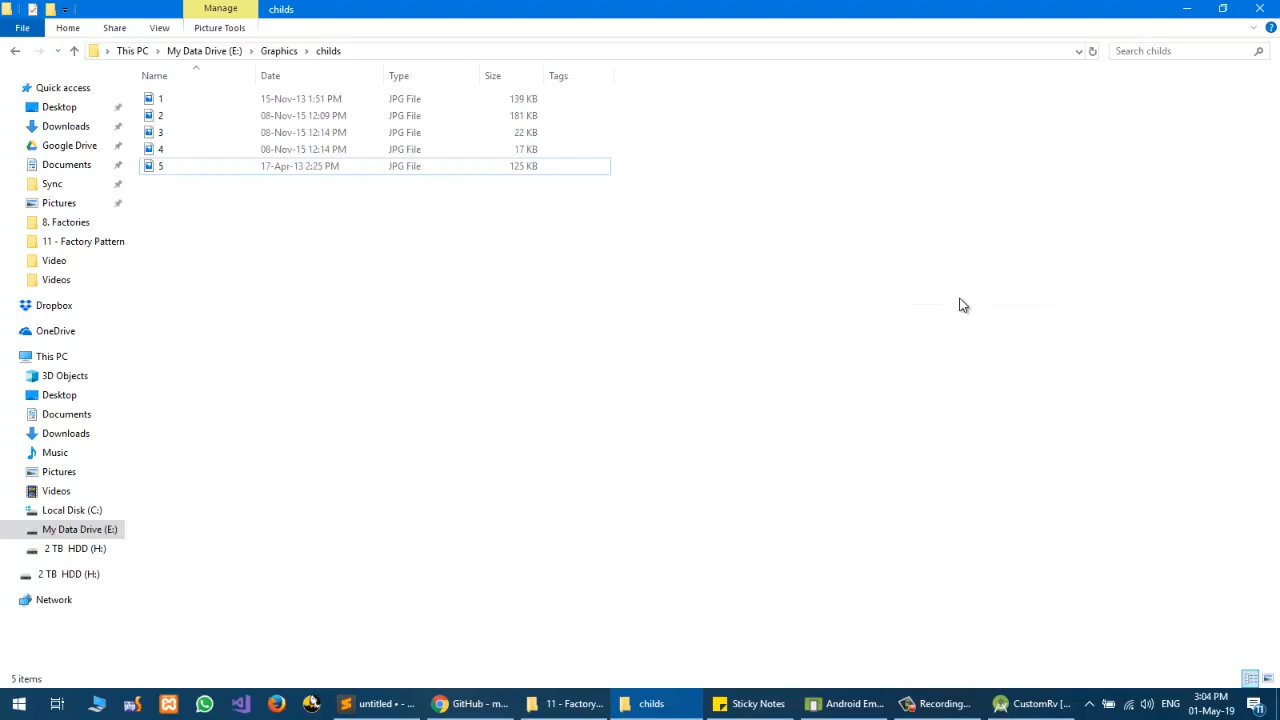 Manage
childs
File
Home
Share
View
Picture Tools
This PC
My Data Drive (E:)
Graphics
childs
Search childs
Name
Date
Type
Size
Tags
1 15-Nov-13 1:51 PM JPG File 139 KB
2 08-Nov-15 12:09 PM JPG File 181 KB
3 08-Nov-15 12:14 PM JPG File 22 KB
4 08-Nov-15 12:14 PM JPG File 17 KB
5 17-Apr-13 2:25 PM JPG File 125 KB
Quick access
Desktop
Downloads
Google Drive
Documents
Sync
Pictures
8. Factories
11 - Factory Pattern
Video
Videos
Dropbox
OneDrive
This PC
3D Objects
Desktop
Documents
Downloads
Music
Pictures
Videos
Local Disk (C:)
My Data Drive (E:)
2 TB HDD (H:)
2 TB HDD (H:)
Network
5 items
untitled • - ...
GitHub - m...
11 - Factory...
childs
Sticky Notes
Android Em...
Recording...
CustomRv [...
ENG
3:04 PM
01-May-19
11